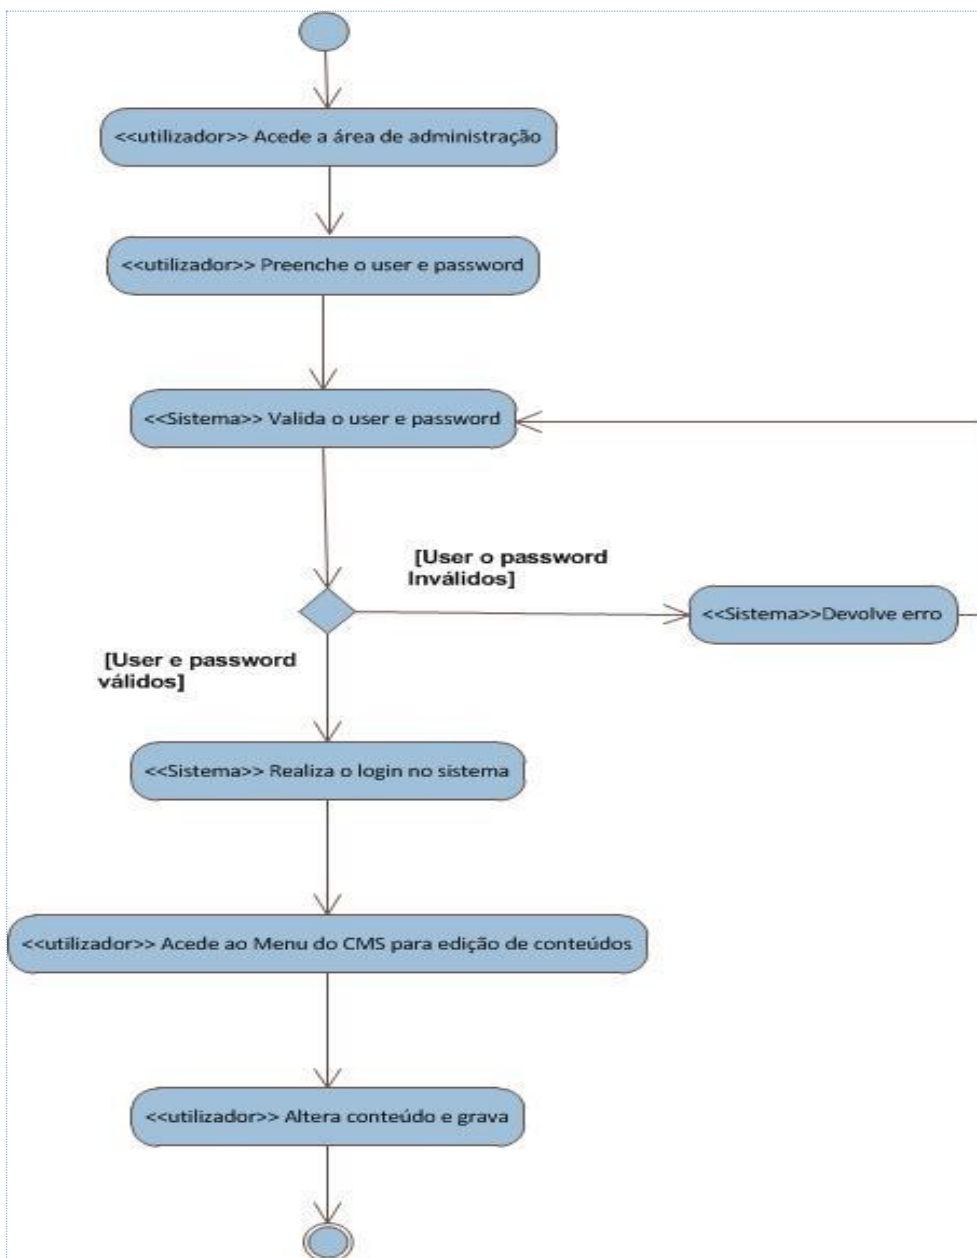 <<utilizador>> Acede a área de administração
<<utilizador>> Preenche o user e password
<<Sistema>> Valida o user e password
[User o password
Inválidos]
<<Sistema>>Devolve erro
[User e password
válidos]
<<Sistema>> Realiza o login no sistema
<<utilizador>> Acede ao Menu do CMS para edição de conteúdos
<<utilizador>> Altera conteúdo e grava